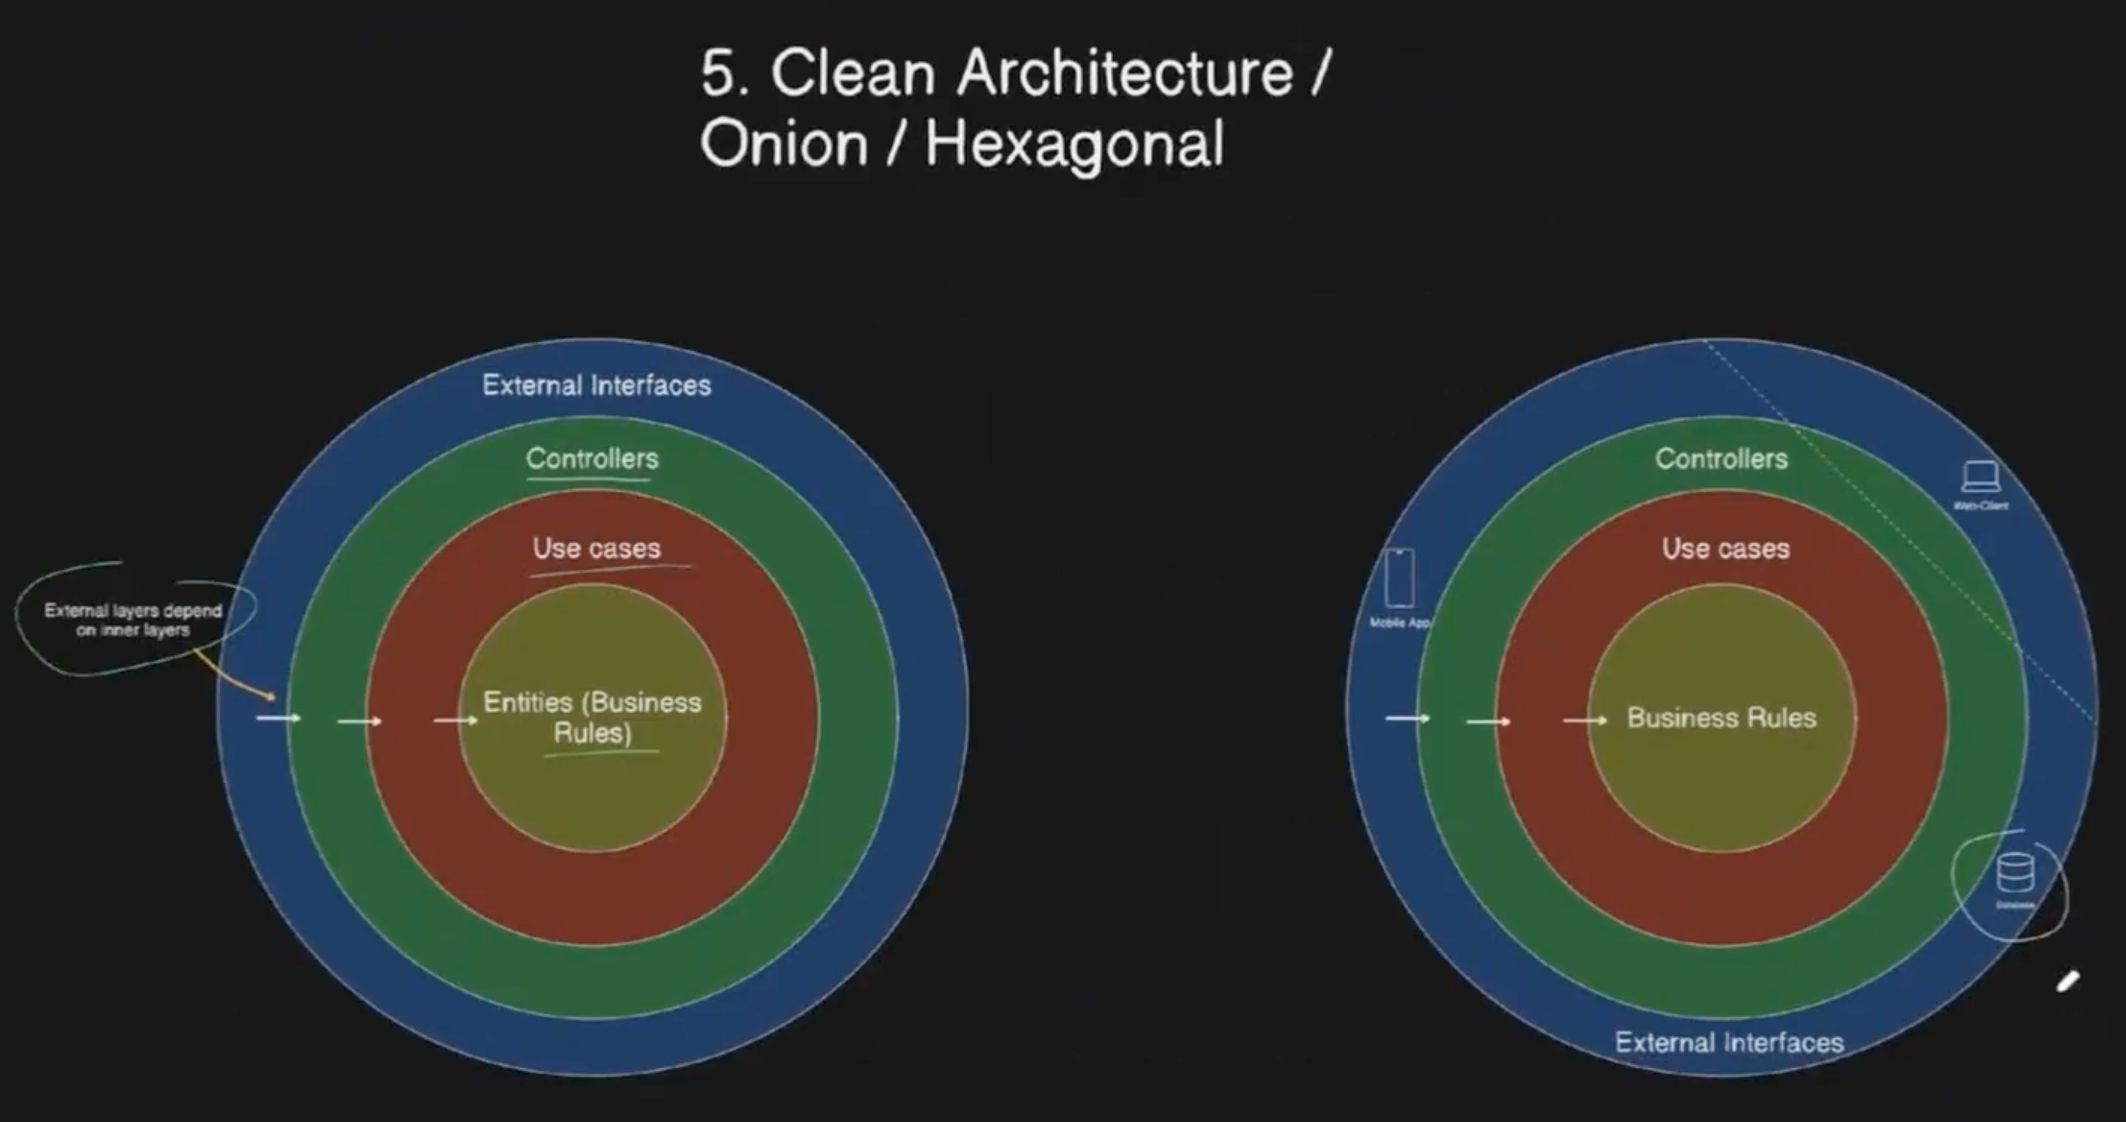 5. Clean Architecture /
Onion / Hexagonal
External Interfaces
Controllers
Use cases
Entities (Business
Rules)
External layers depend
on inner layers
Controllers
Use cases
Business Rules
External Interfaces
Mobile App
Web-Client
Database